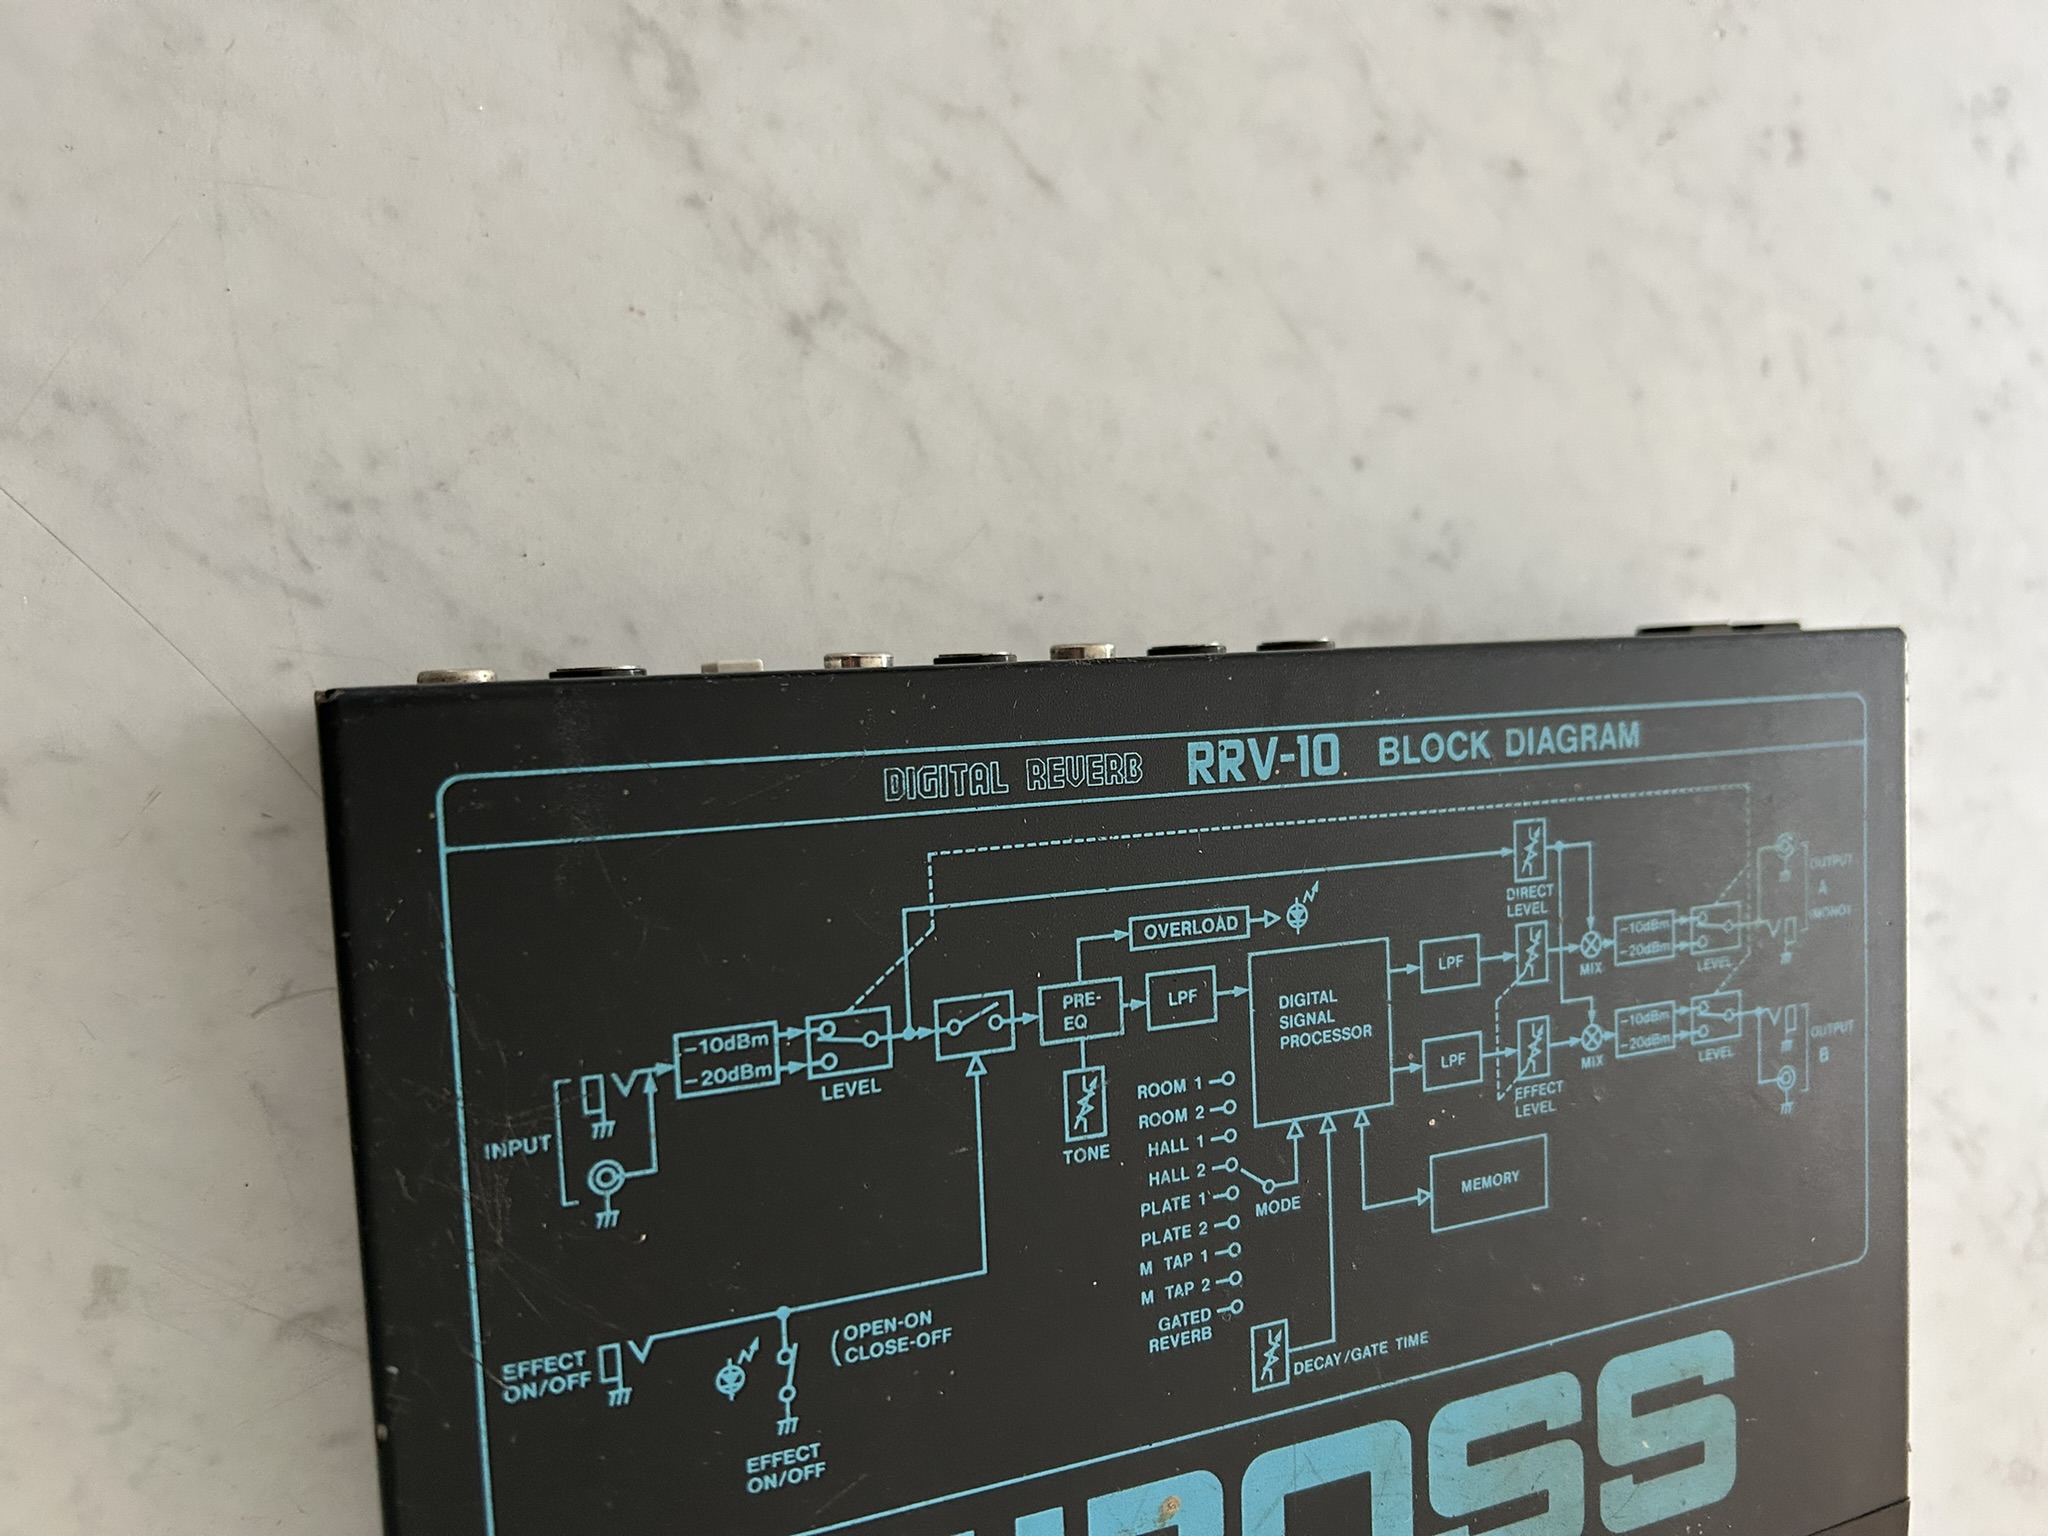 DIGITAL REVERB RRV-10 BLOCK DIAGRAM
DIRECT
LEVEL
OUTPUT
A
(MONO)
OVERLOAD
-10dBm
-20dBm
LEVEL
MIX
LPF
PRE-
EQ
LPF
DIGITAL
SIGNAL
PROCESSOR
-10dBm
-20dBm
LEVEL
INPUT
TONE
LPF
EFFECT
LEVEL
MIX
-10dBm
-20dBm
LEVEL
OUTPUT
B
ROOM 1
ROOM 2
HALL 1
HALL 2
PLATE 1
PLATE 2
M TAP 1
M TAP 2
GATED
REVERB
MODE
MEMORY
DECAY/GATE TIME
EFFECT
ON/OFF
(OPEN-ON
CLOSE-OFF
EFFECT
ON/OFF
BOSS